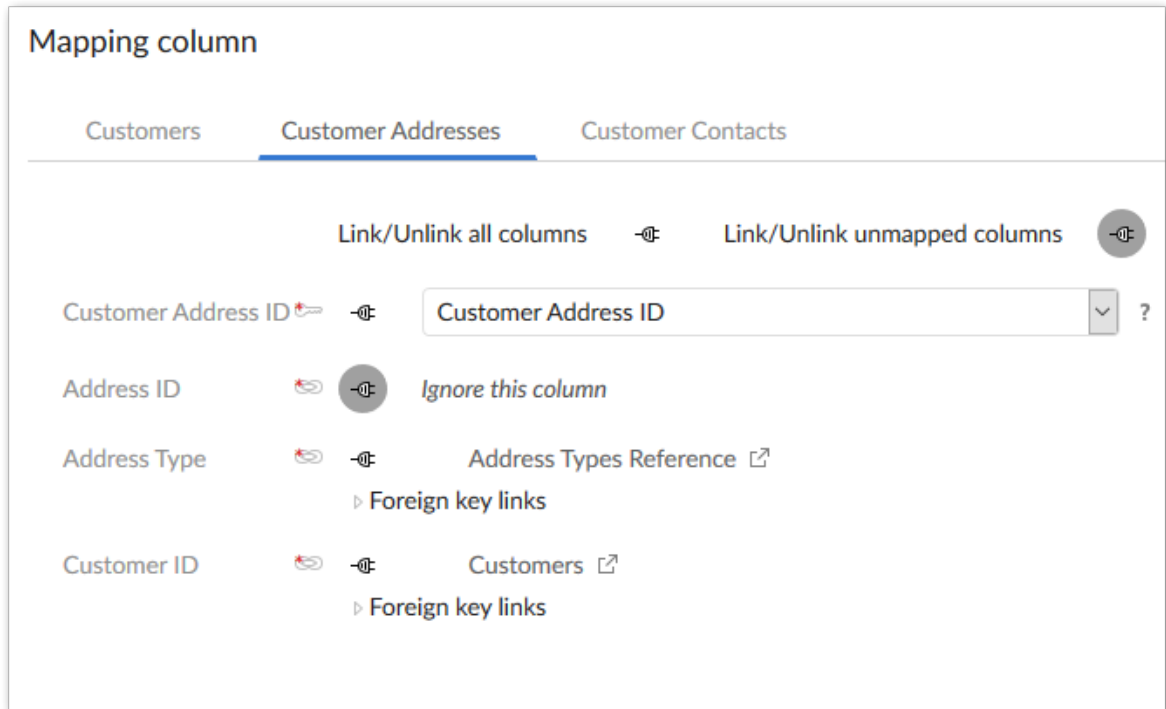 Mapping column
Customers Customer Addresses Customer Contacts
Link/Unlink all columns Link/Unlink unmapped columns
Customer Address ID Customer Address ID ?
Address ID Ignore this column
Address Type Address Types Reference
Foreign key links
Customer ID Customers
Foreign key links